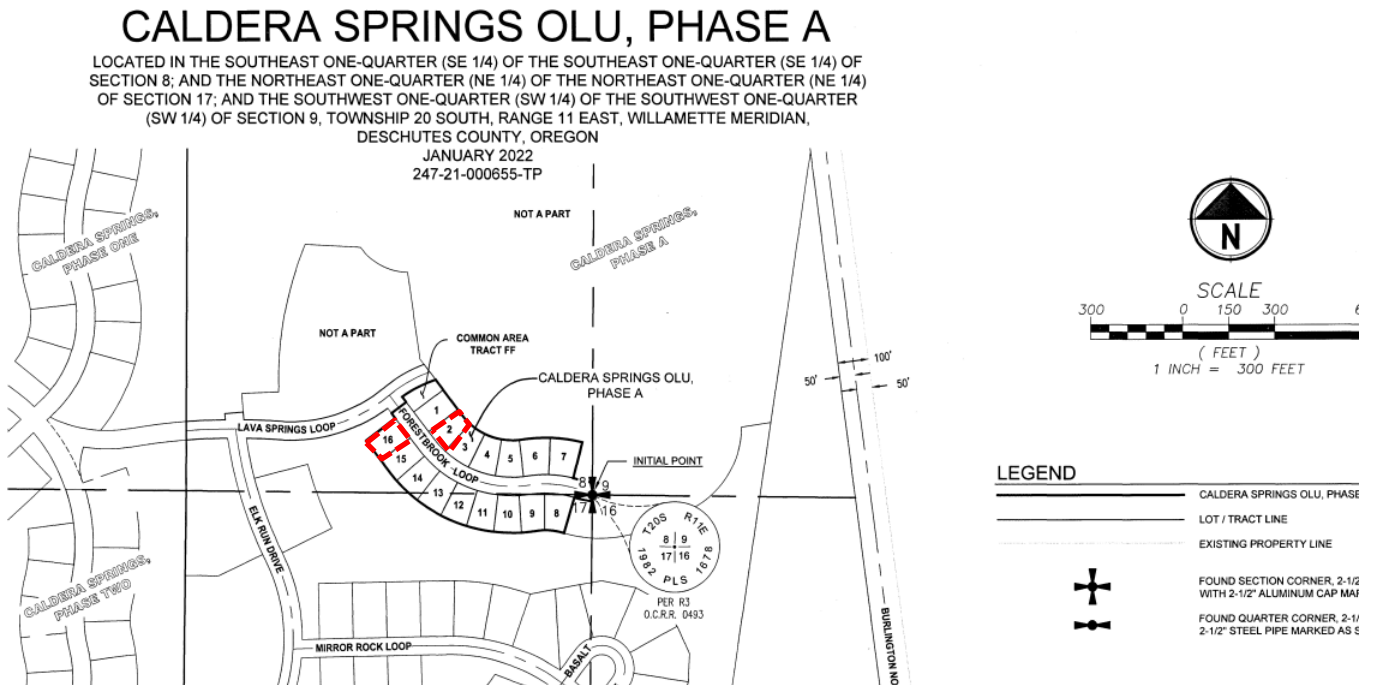 CALDERA SPRINGS OLU, PHASE A
LOCATED IN THE SOUTHEAST ONE-QUARTER (SE 1/4) OF THE SOUTHEAST ONE-QUARTER (SE 1/4) OF
SECTION 8; AND THE NORTHEAST ONE-QUARTER (NE 1/4) OF THE NORTHEAST ONE-QUARTER (NE 1/4)
OF SECTION 17; AND THE SOUTHWEST ONE-QUARTER (SW 1/4) OF THE SOUTHWEST ONE-QUARTER
(SW 1/4) OF SECTION 9, TOWNSHIP 20 SOUTH, RANGE 11 EAST, WILLAMETTE MERIDIAN,
DESCHUTES COUNTY, OREGON
JANUARY 2022
247-21-000655-TP
CALDERA SPRINGS,
PHASE ONE
NOT A PART
CALDERA SPRINGS,
PHASE A
NOT A PART
COMMON AREA
TRACT FF
CALDERA SPRINGS OLU,
PHASE A
100'
50'
50'
LAVA SPRINGS LOOP
FORESTBROOK LOOP
1
2
3
4
5
6
7
16
15
14
13
12
11
10
9
8
INITIAL POINT
8 9
17 16
T20S R11E
8 9
17 16
1982 PLS 1678
PER R3
O.C.R.R. 0493
ELK RUN DRIVE
CALDERA SPRINGS,
PHASE TWO
MIRROR ROCK LOOP
BASALT
BURLINGTON NO
N
SCALE
300 0 150 300 6
( FEET )
1 INCH = 300 FEET
LEGEND
CALDERA SPRINGS OLU, PHASE
LOT / TRACT LINE
EXISTING PROPERTY LINE
FOUND SECTION CORNER, 2-1/2
WITH 2-1/2" ALUMINUM CAP MAR
FOUND QUARTER CORNER, 2-1/
2-1/2" STEEL PIPE MARKED AS S